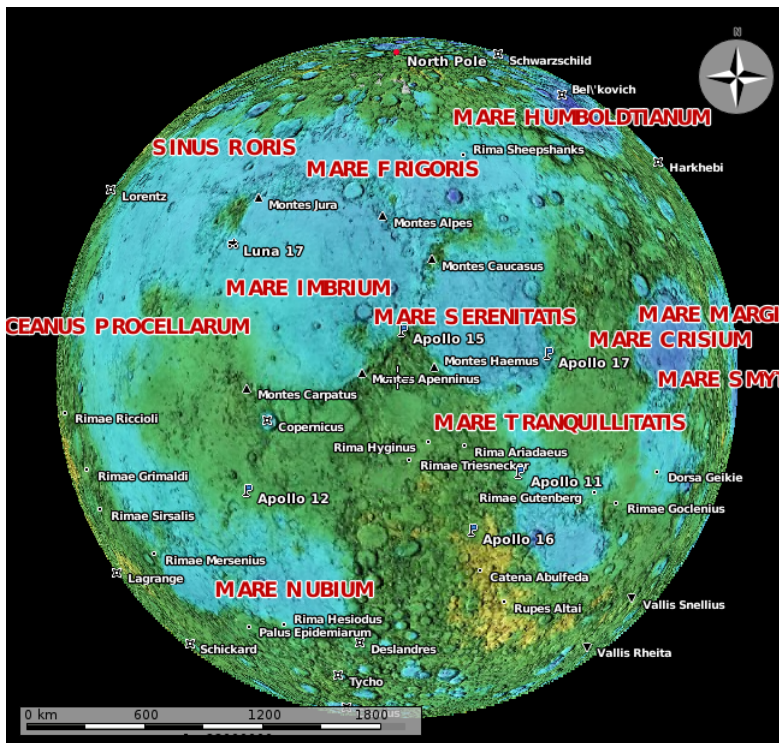 N
North Pole
Schwarzschild
Bel\'kovich
MARE HUMBOLDTIANUM
SINUS RORIS
Rima Sheepshanks
MARE FRIGORIS
Harkhebi
Lorentz
Montes Jura
Montes Alpes
Luna 17
Montes Caucasus
MARE IMBRIUM
MARE SERENITATIS
MARE MARGI
CEANUS PROCELLARUM
Apollo 15
MARE CRISIUM
Montes Haemus
Apollo 17
Montes Apenninus
MARE SMYT
Montes Carpatus
Rimae Riccioli
Copernicus
MARE TRANQUILLITATIS
Rima Hyginus
Rima Ariadaeus
Rimae Triesnecker
Rimae Grimaldi
Apollo 11
Dorsa Geikie
Apollo 12
Rimae Gutenberg
Rimae Goclenius
Rimae Sirsalis
Apollo 16
Rimae Mersenius
Lagrange
Catena Abulfeda
MARE NUBIUM
Rupes Altai
Vallis Snellius
Rima Hesiodus
Palus Epidemiarum
Schickard
Deslandres
Vallis Rheita
Tycho
0 km 600 1200 1800